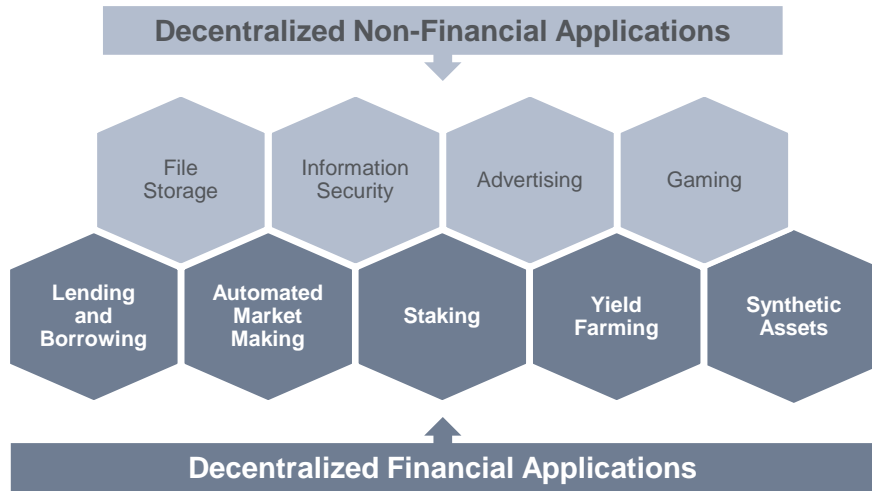 Decentralized Non-Financial Applications
File
Storage
Information
Security
Advertising
Gaming
Lending
and
Borrowing
Automated
Market
Making
Staking
Yield
Farming
Synthetic
Assets
Decentralized Financial Applications